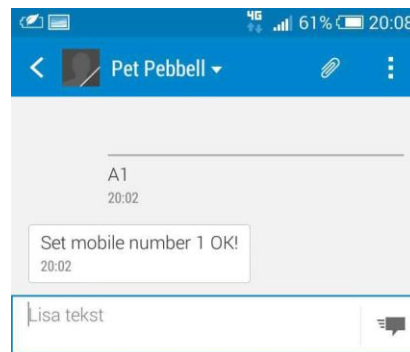 4G 61% 20:08
Pet Pebbell
A1
20:02
Set mobile number 1 OK!
20:02
Lisa tekst